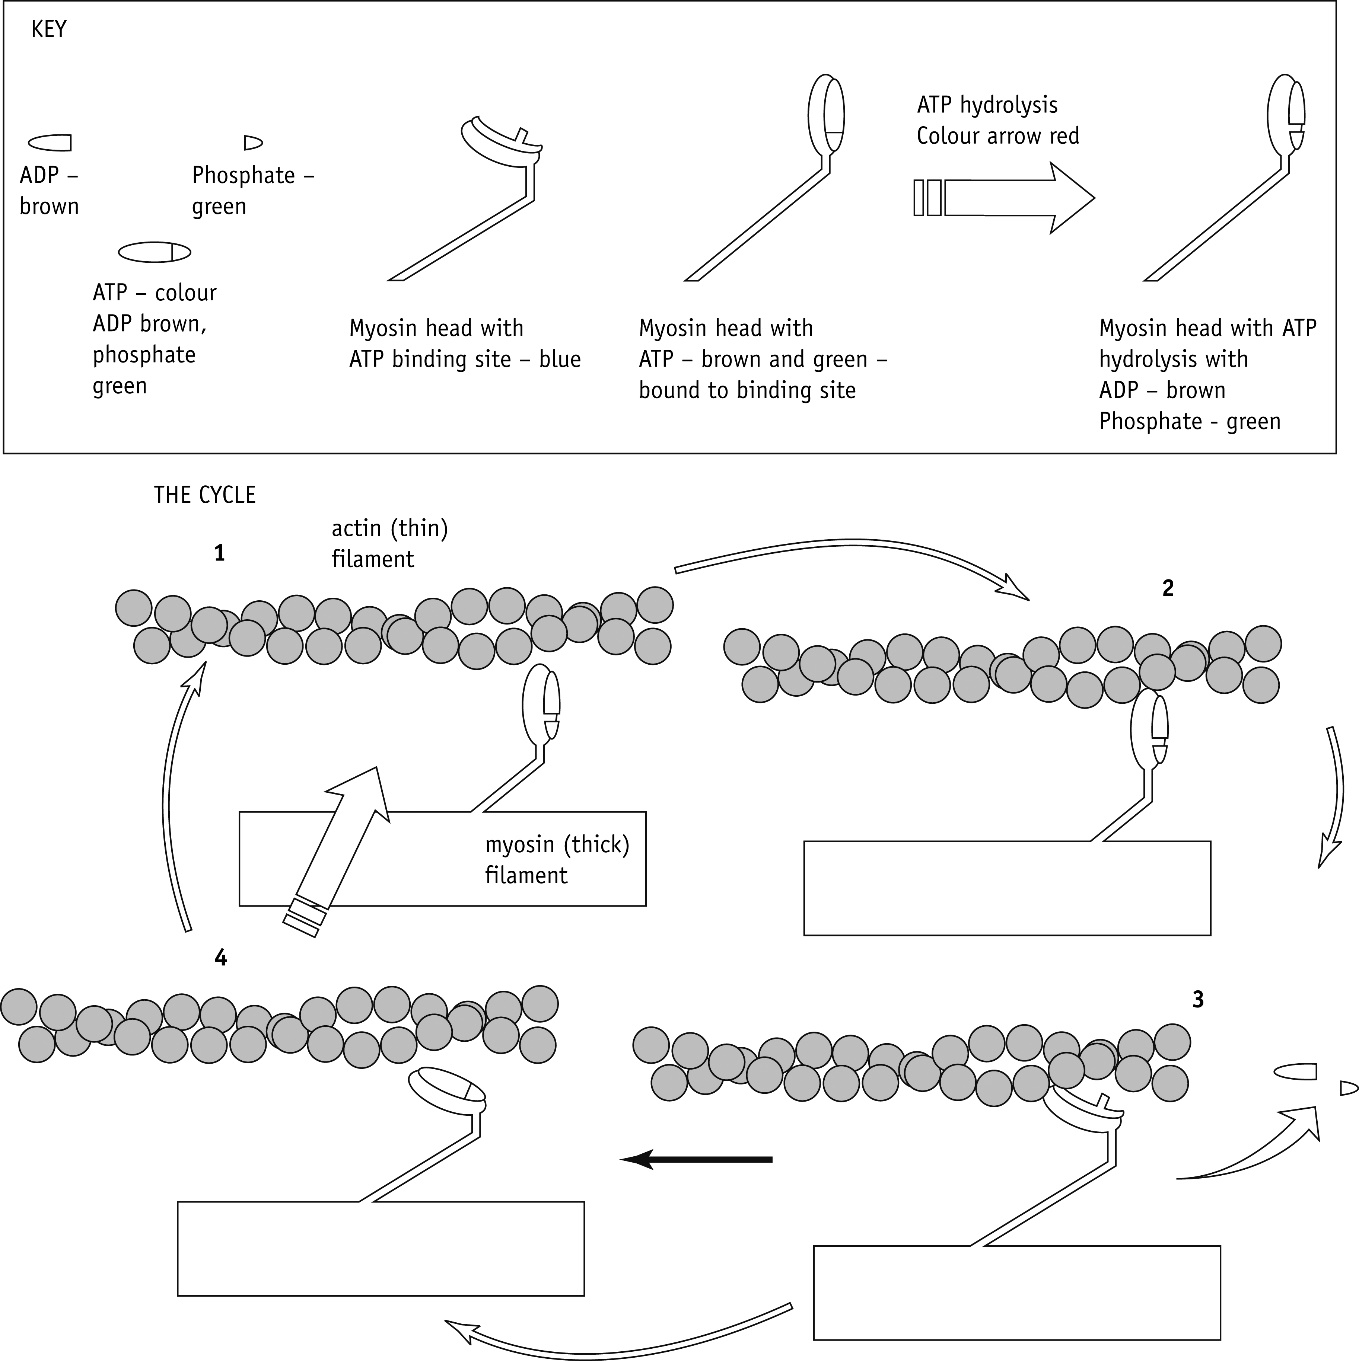 KEY
ADP –
brown
Phosphate –
green
ATP – colour
ADP brown,
phosphate
green
Myosin head with
ATP binding site – blue
Myosin head with
ATP – brown and green –
bound to binding site
ATP hydrolysis
Colour arrow red
Myosin head with ATP
hydrolysis with
ADP – brown
Phosphate - green
THE CYCLE
1
actin (thin)
filament
2
myosin (thick)
filament
4
3